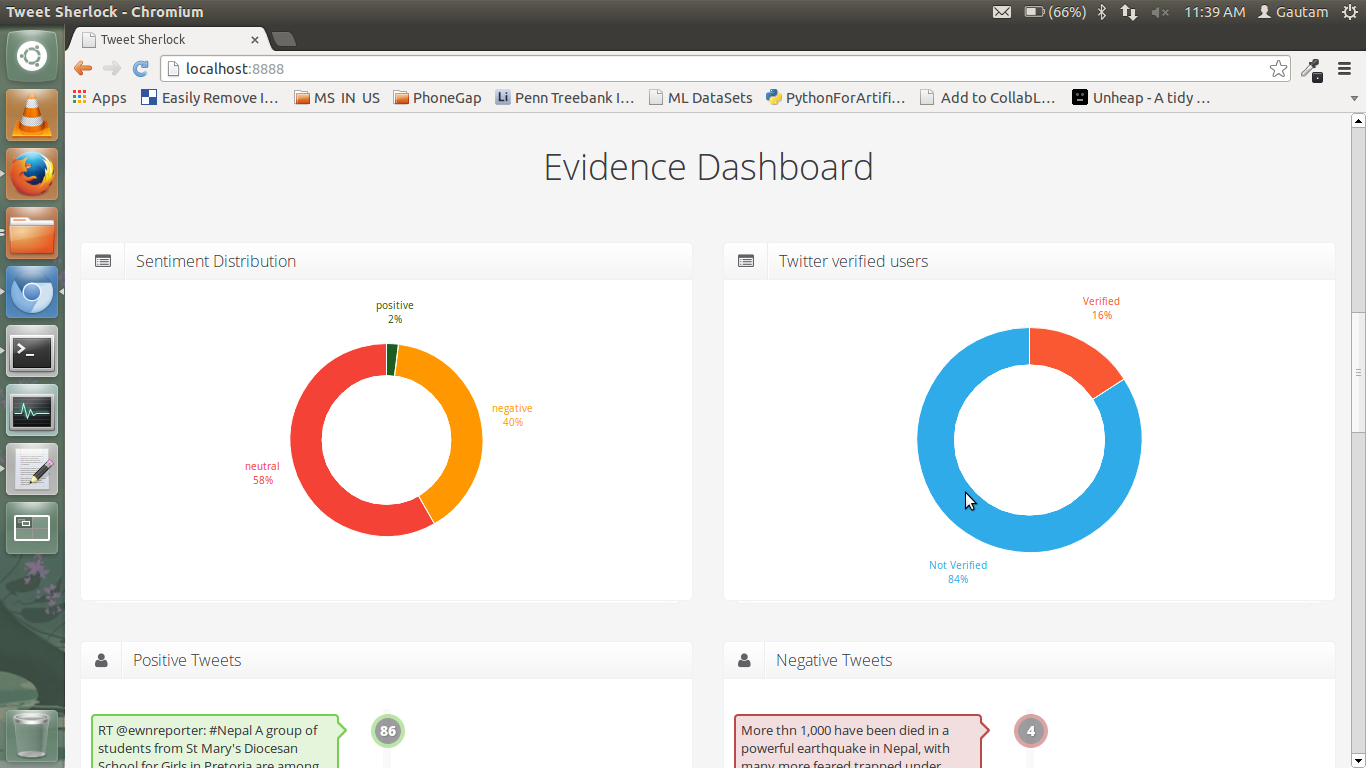 Tweet Sherlock - Chromium
(66%)
11:39 AM
Gautam
Tweet Sherlock
localhost:8888
Apps
Easily Remove I...
MS IN US
PhoneGap
Li
Penn Treebank I...
ML DataSets
PythonForArtifi...
Add to CollabL...
Unheap - A tidy ...
Evidence Dashboard
Sentiment Distribution
positive
2%
negative
40%
neutral
58%
Twitter verified users
Verified
16%
Not Verified
84%
Positive Tweets
RT @ewnreporter: #Nepal A group of
students from St Mary's Diocesan
School for Girls in Pretoria are among
86
Negative Tweets
More thn 1,000 have been died in a
powerful earthquake in Nepal, with
many more feared trapped under
4